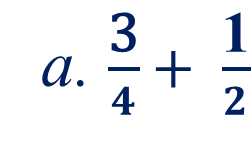 a. 3/4 + 1/2